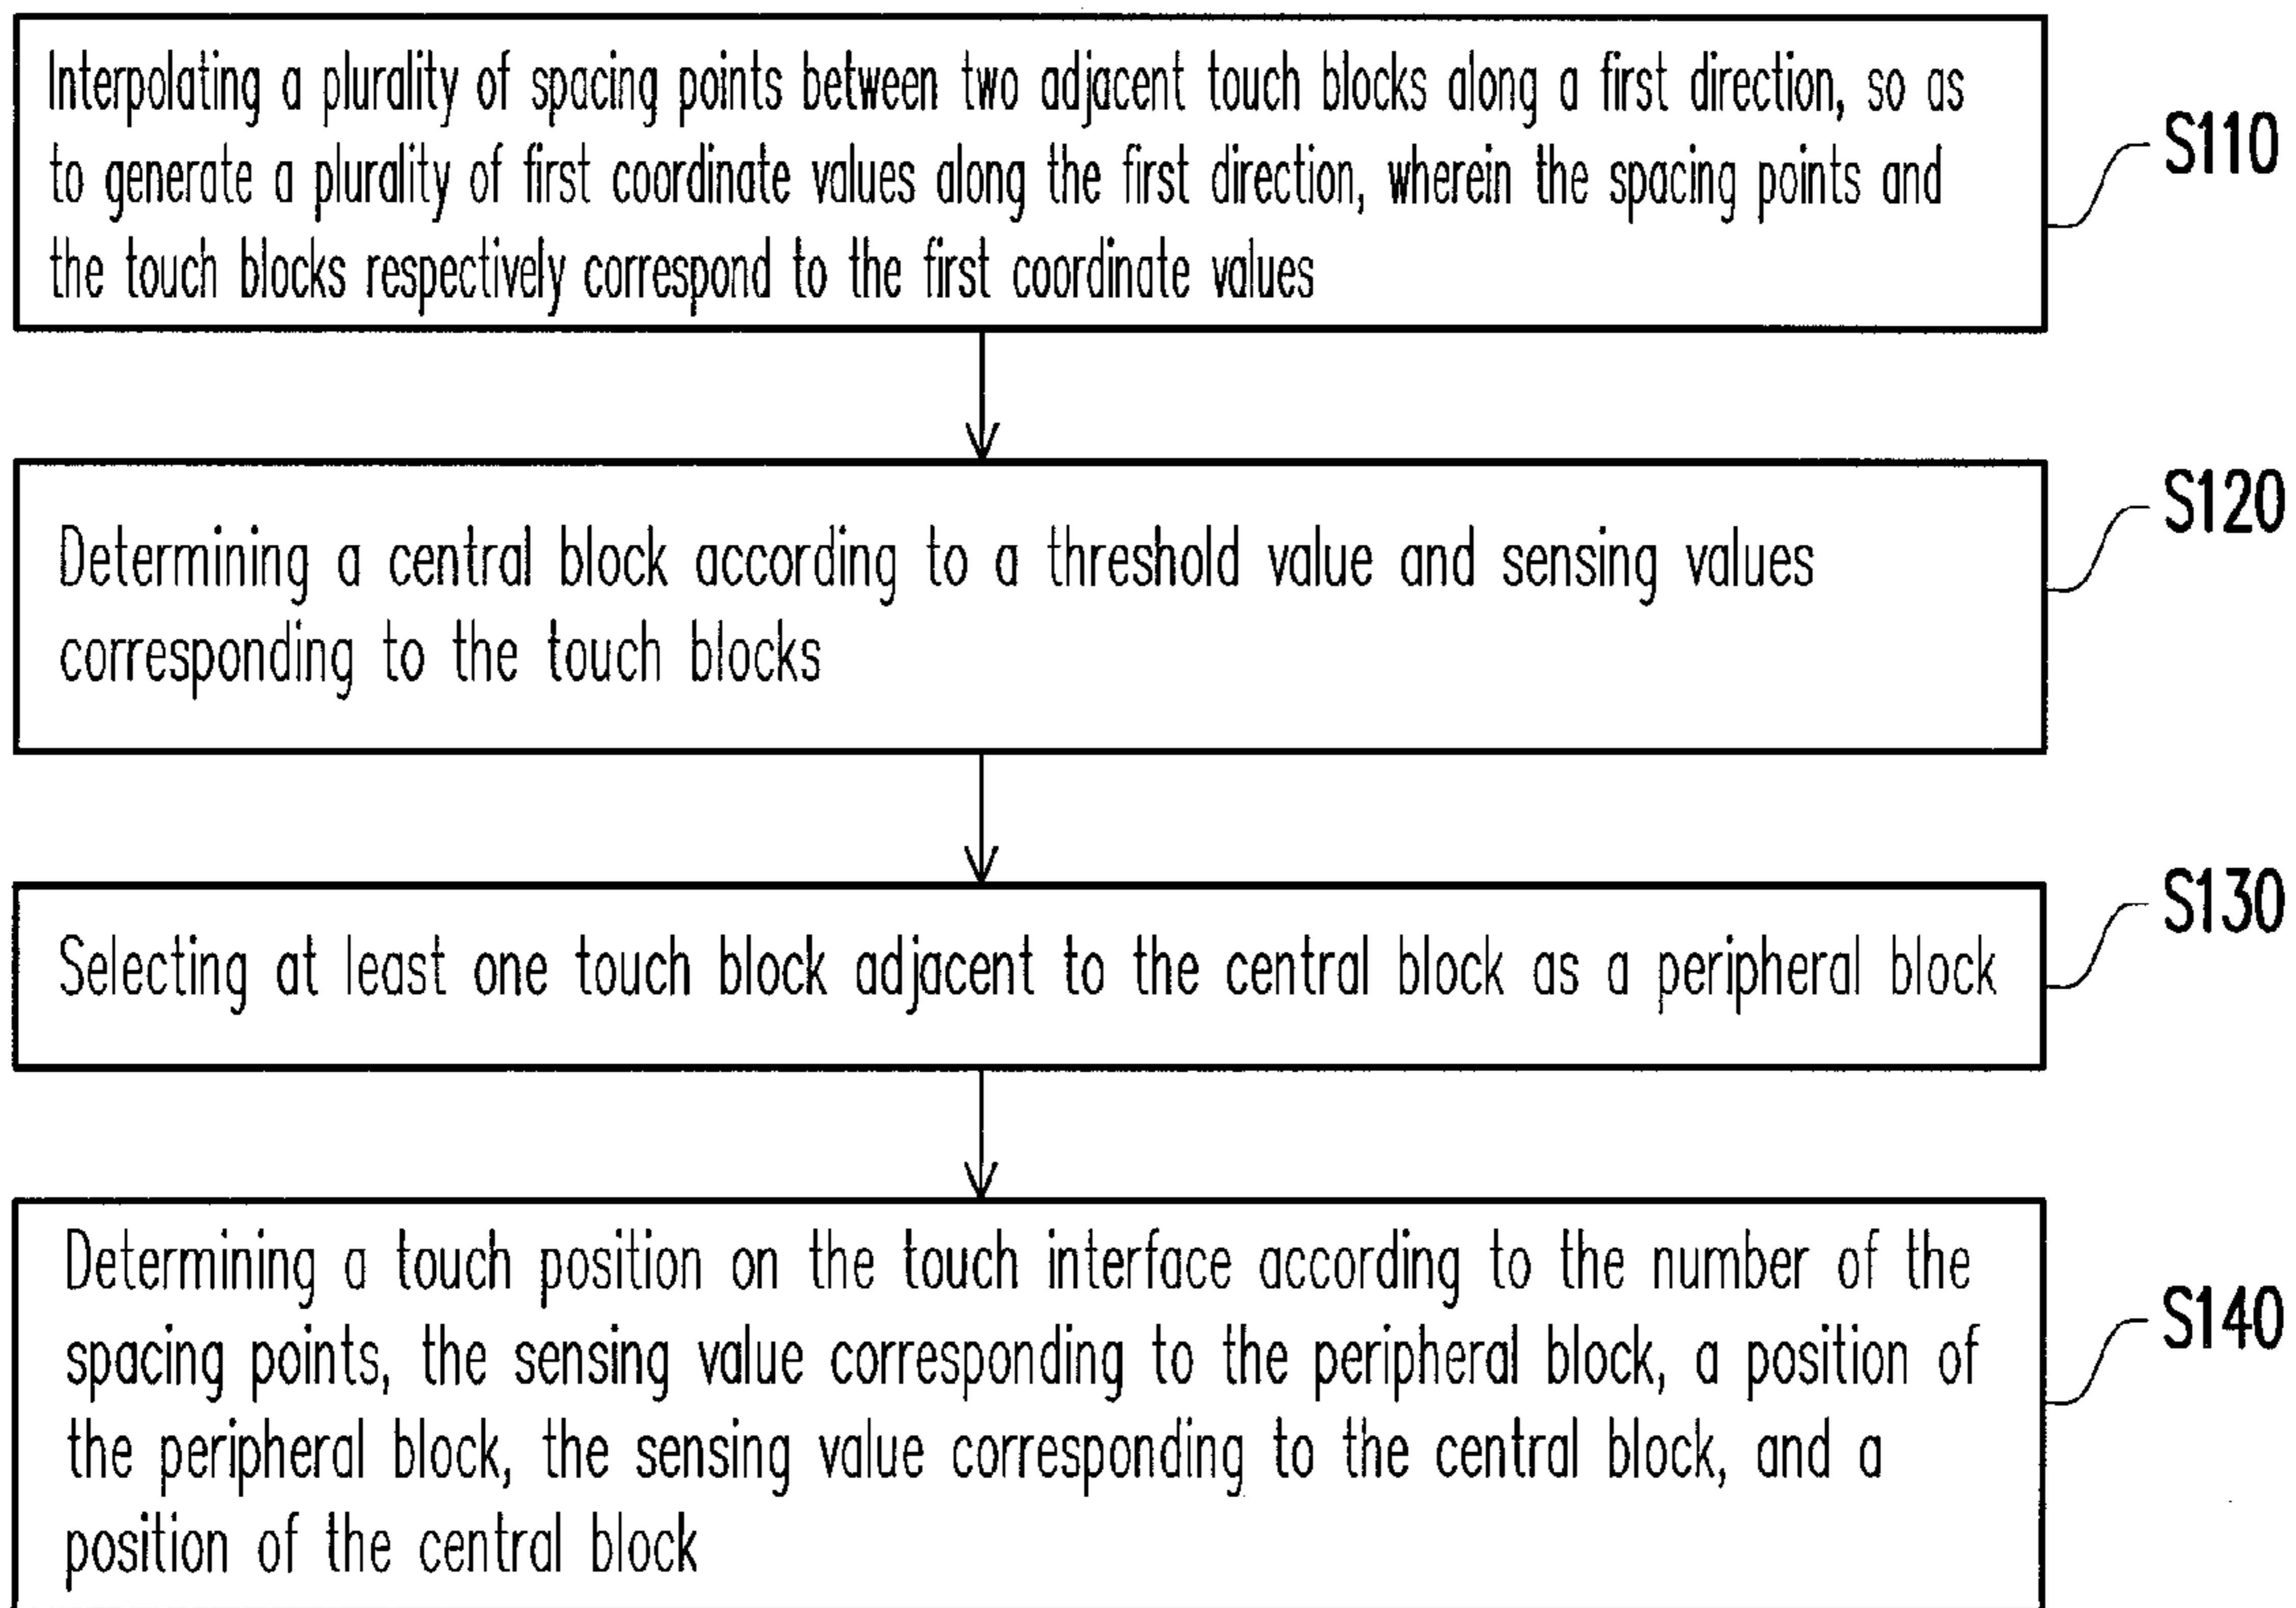 Interpolating a plurality of spacing points between two adjacent touch blocks along a first direction, so as
to generate a plurality of first coordinate values along the first direction, wherein the spacing points and
the touch blocks respectively correspond to the first coordinate values
S110
Determining a central block according to a threshold value and sensing values
corresponding to the touch blocks
S120
Selecting at least one touch block adjacent to the central block as a peripheral block
S130
Determining a touch position on the touch interface according to the number of the
spacing points, the sensing value corresponding to the peripheral block, a position of
the peripheral block, the sensing value corresponding to the central block, and a
position of the central block
S140